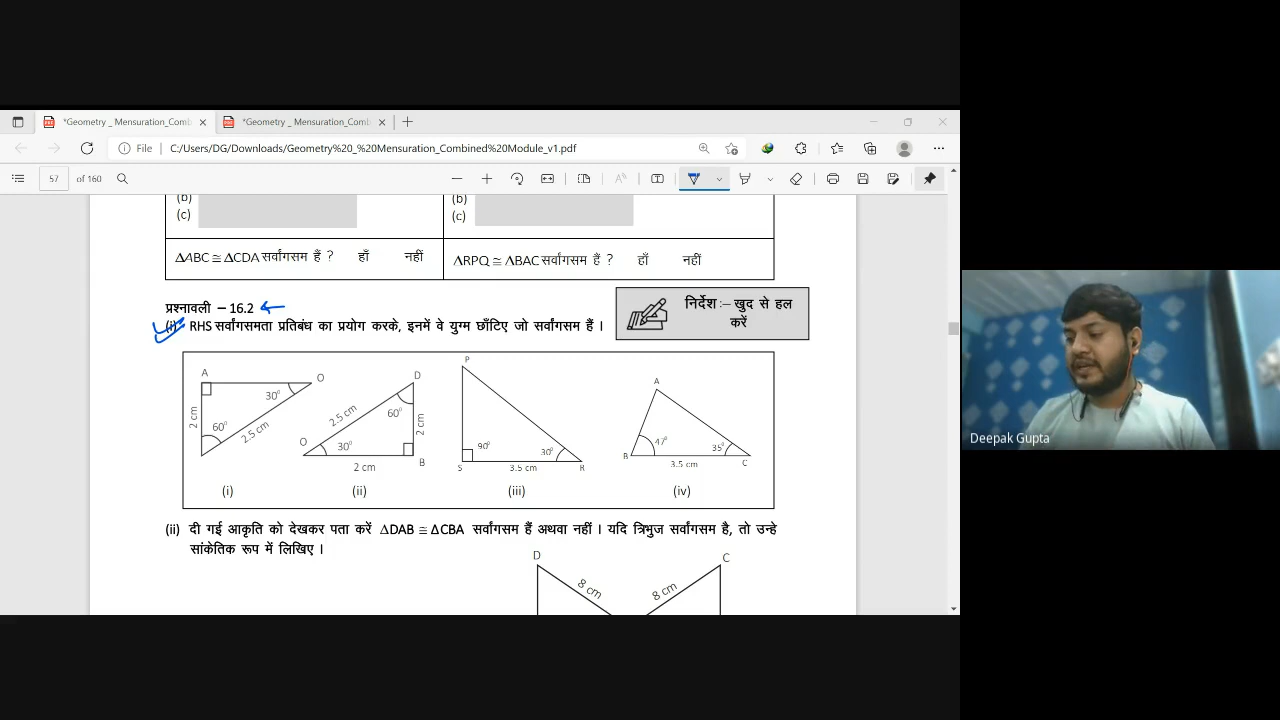 *Geometry _ Mensuration_Comb
*Geometry _ Mensuration_Comb
File C:/Users/DG/Downloads/Geometry%20_%20Mensuration_Combined%20Module_v1.pdf
57 of 160
(b)
(c)
(b)
(c)
ΔABC ≅ ΔCDA सर्वांगसम हैं ? हाँ नहीं
ΔRPQ ≅ ΔBAC सर्वांगसम हैं ? हाँ नहीं
प्रश्नावली – 16.2
निर्देश :– खुद से हल
करें
(i) RHS सर्वांगसमता प्रतिबंध का प्रयोग करके, इनमें वे युग्म छाँटिए जो सर्वांगसम हैं ।
A O 30° 2 cm 60° 2.5 cm
(i)
D 60° 2.5 cm 2 cm O 30° B 2 cm
(ii)
P 90° 30° S 3.5 cm R
(iii)
A 47° 35° B 3.5 cm C
(iv)
(ii) दी गई आकृति को देखकर पता करें ΔDAB ≅ ΔCBA सर्वांगसम हैं अथवा नहीं । यदि त्रिभुज सर्वांगसम है, तो उन्हे
सांकेतिक रूप में लिखिए ।
D C
8 cm 8 cm
Deepak Gupta